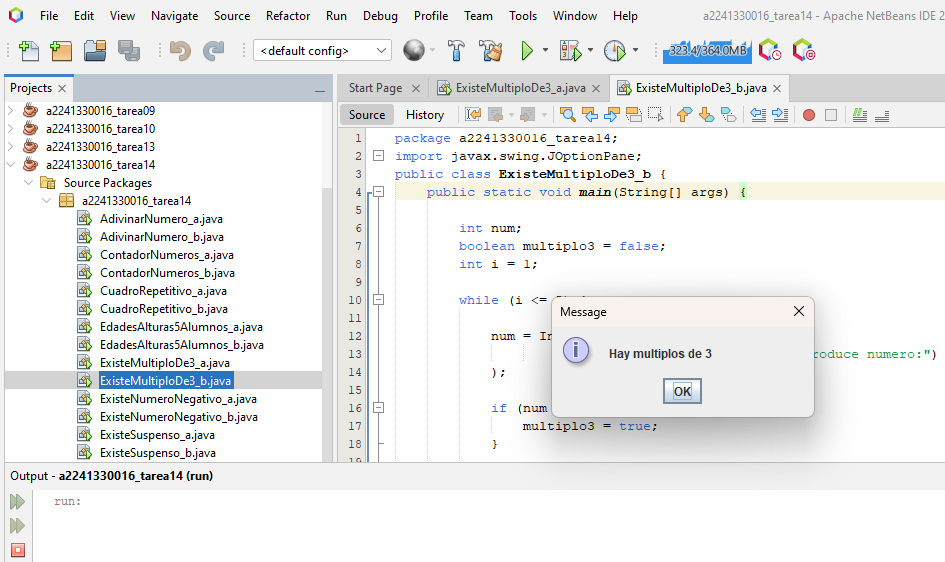 File Edit View Navigate Source Refactor Run Debug Profile Team Tools Window Help
a2241330016_tarea14 - Apache NetBeans IDE 2
<default config>
323.4/364.0MB
Projects
a2241330016_tarea09
a2241330016_tarea10
a2241330016_tarea13
a2241330016_tarea14
Source Packages
a2241330016_tarea14
AdivinarNumero_a.java
AdivinarNumero_b.java
ContadorNumeros_a.java
ContadorNumeros_b.java
CuadroRepetitivo_a.java
CuadroRepetitivo_b.java
EdadesAlturas5Alumnos_a.java
EdadesAlturas5Alumnos_b.java
ExisteMultiploDe3_a.java
ExisteMultiploDe3_b.java
ExisteNumeroNegativo_a.java
ExisteNumeroNegativo_b.java
ExisteSuspenso_a.java
ExisteSuspenso_b.java
Start Page ExisteMultiploDe3_a.java ExisteMultiploDe3_b.java
Source History
1 package a2241330016_tarea14;
2 import javax.swing.JOptionPane;
3 public class ExisteMultiploDe3_b {
4 public static void main(String[] args) {
5
6 int num;
7 boolean multiplo3 = false;
8 int i = 1;
9
10 while (i <=
11
12 num = In
13 roduce numero:")
14 );
15
16 if (num
17 multiplo3 = true;
18 }
19
Message
Hay multiplos de 3
OK
Output - a2241330016_tarea14 (run)
run: